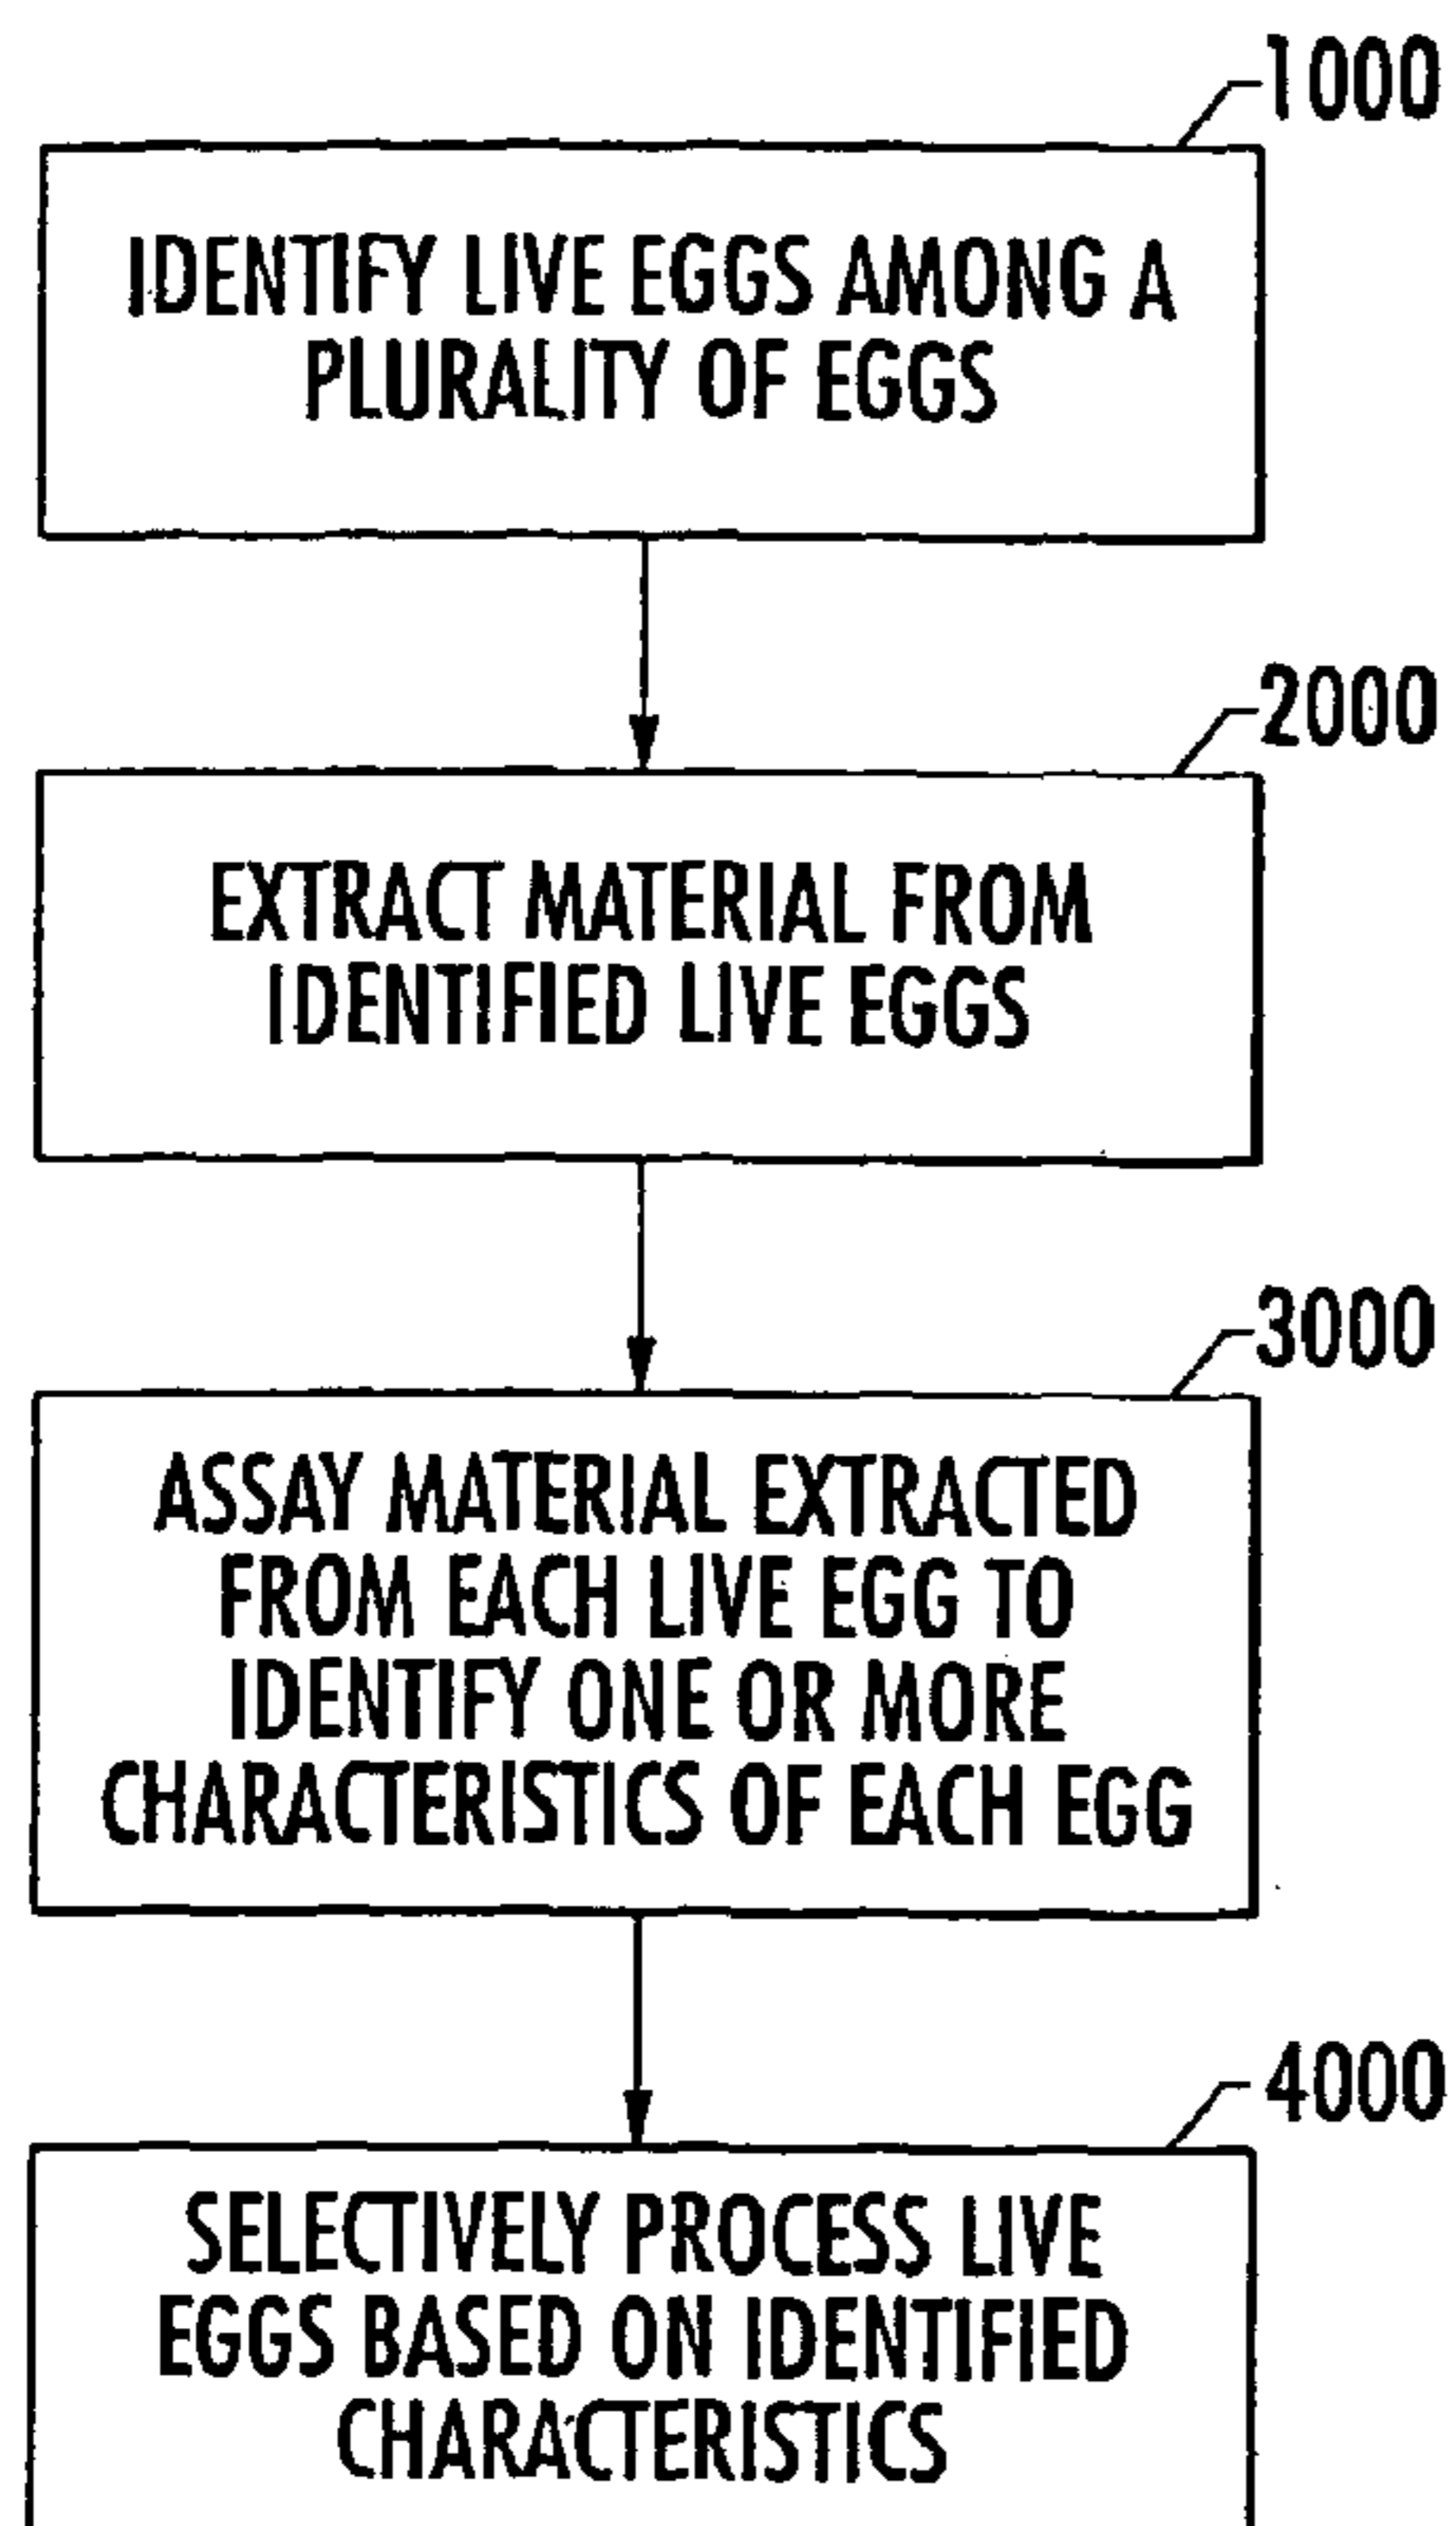 1000
IDENTIFY LIVE EGGS AMONG A
PLURALITY OF EGGS
2000
EXTRACT MATERIAL FROM
IDENTIFIED LIVE EGGS
3000
ASSAY MATERIAL EXTRACTED
FROM EACH LIVE EGG TO
IDENTIFY ONE OR MORE
CHARACTERISTICS OF EACH EGG
4000
SELECTIVELY PROCESS LIVE
EGGS BASED ON IDENTIFIED
CHARACTERISTICS